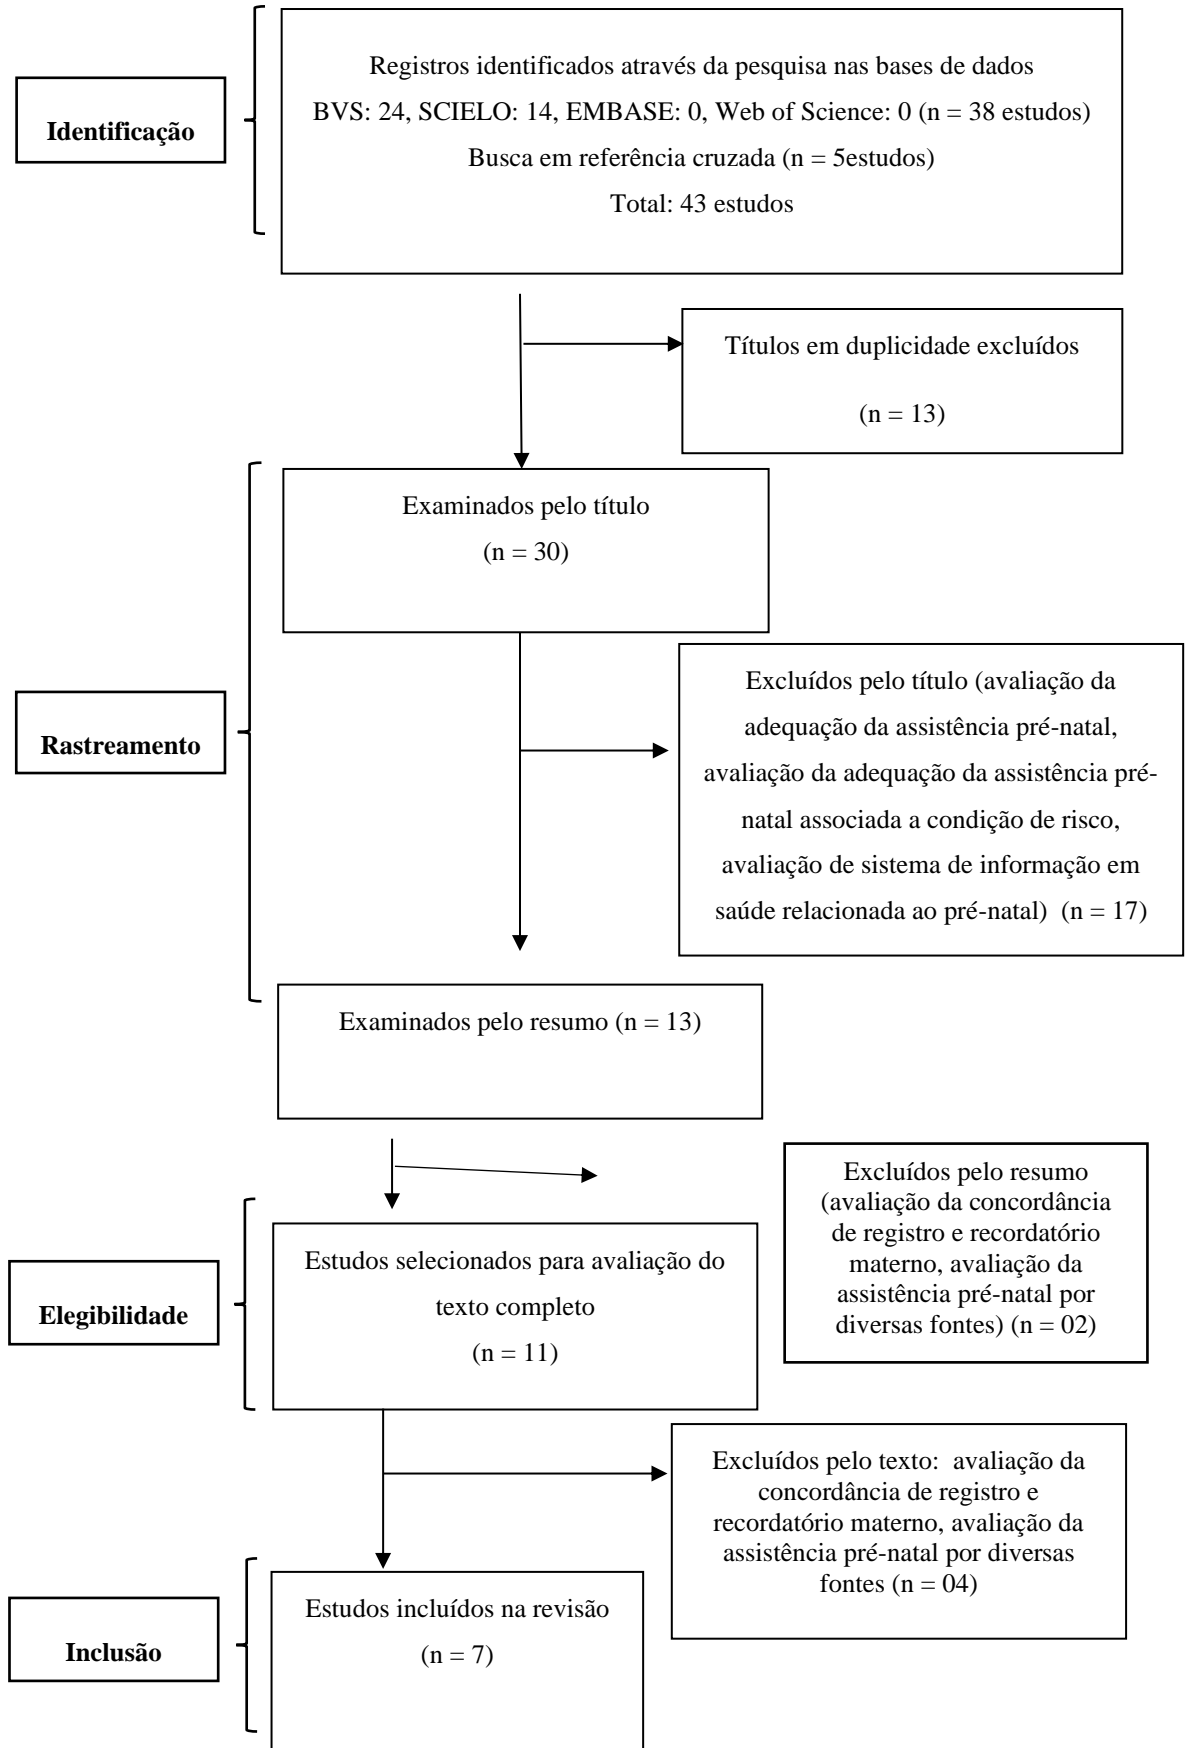 Registros identificados através da pesquisa nas bases de dados
BVS: 24, SCIELO: 14, EMBASE: 0, Web of Science: 0 (n = 38 estudos)
Busca em referência cruzada (n = 5estudos)
Total: 43 estudos
Identificação
Títulos em duplicidade excluídos
(n = 13)
Examinados pelo título
(n = 30)
Excluídos pelo título (avaliação da
adequação da assistência pré-natal,
avaliação da adequação da assistência pré-
natal associada a condição de risco,
avaliação de sistema de informação em
saúde relacionada ao pré-natal) (n = 17)
Rastreamento
Examinados pelo resumo (n = 13)
Excluídos pelo resumo
(avaliação da concordância
de registro e recordatório
materno, avaliação da
assistência pré-natal por
diversas fontes) (n = 02)
Estudos selecionados para avaliação do
texto completo
(n = 11)
Elegibilidade
Excluídos pelo texto: avaliação da
concordância de registro e
recordatório materno, avaliação da
assistência pré-natal por diversas
fontes (n = 04)
Estudos incluídos na revisão
(n = 7)
Inclusão